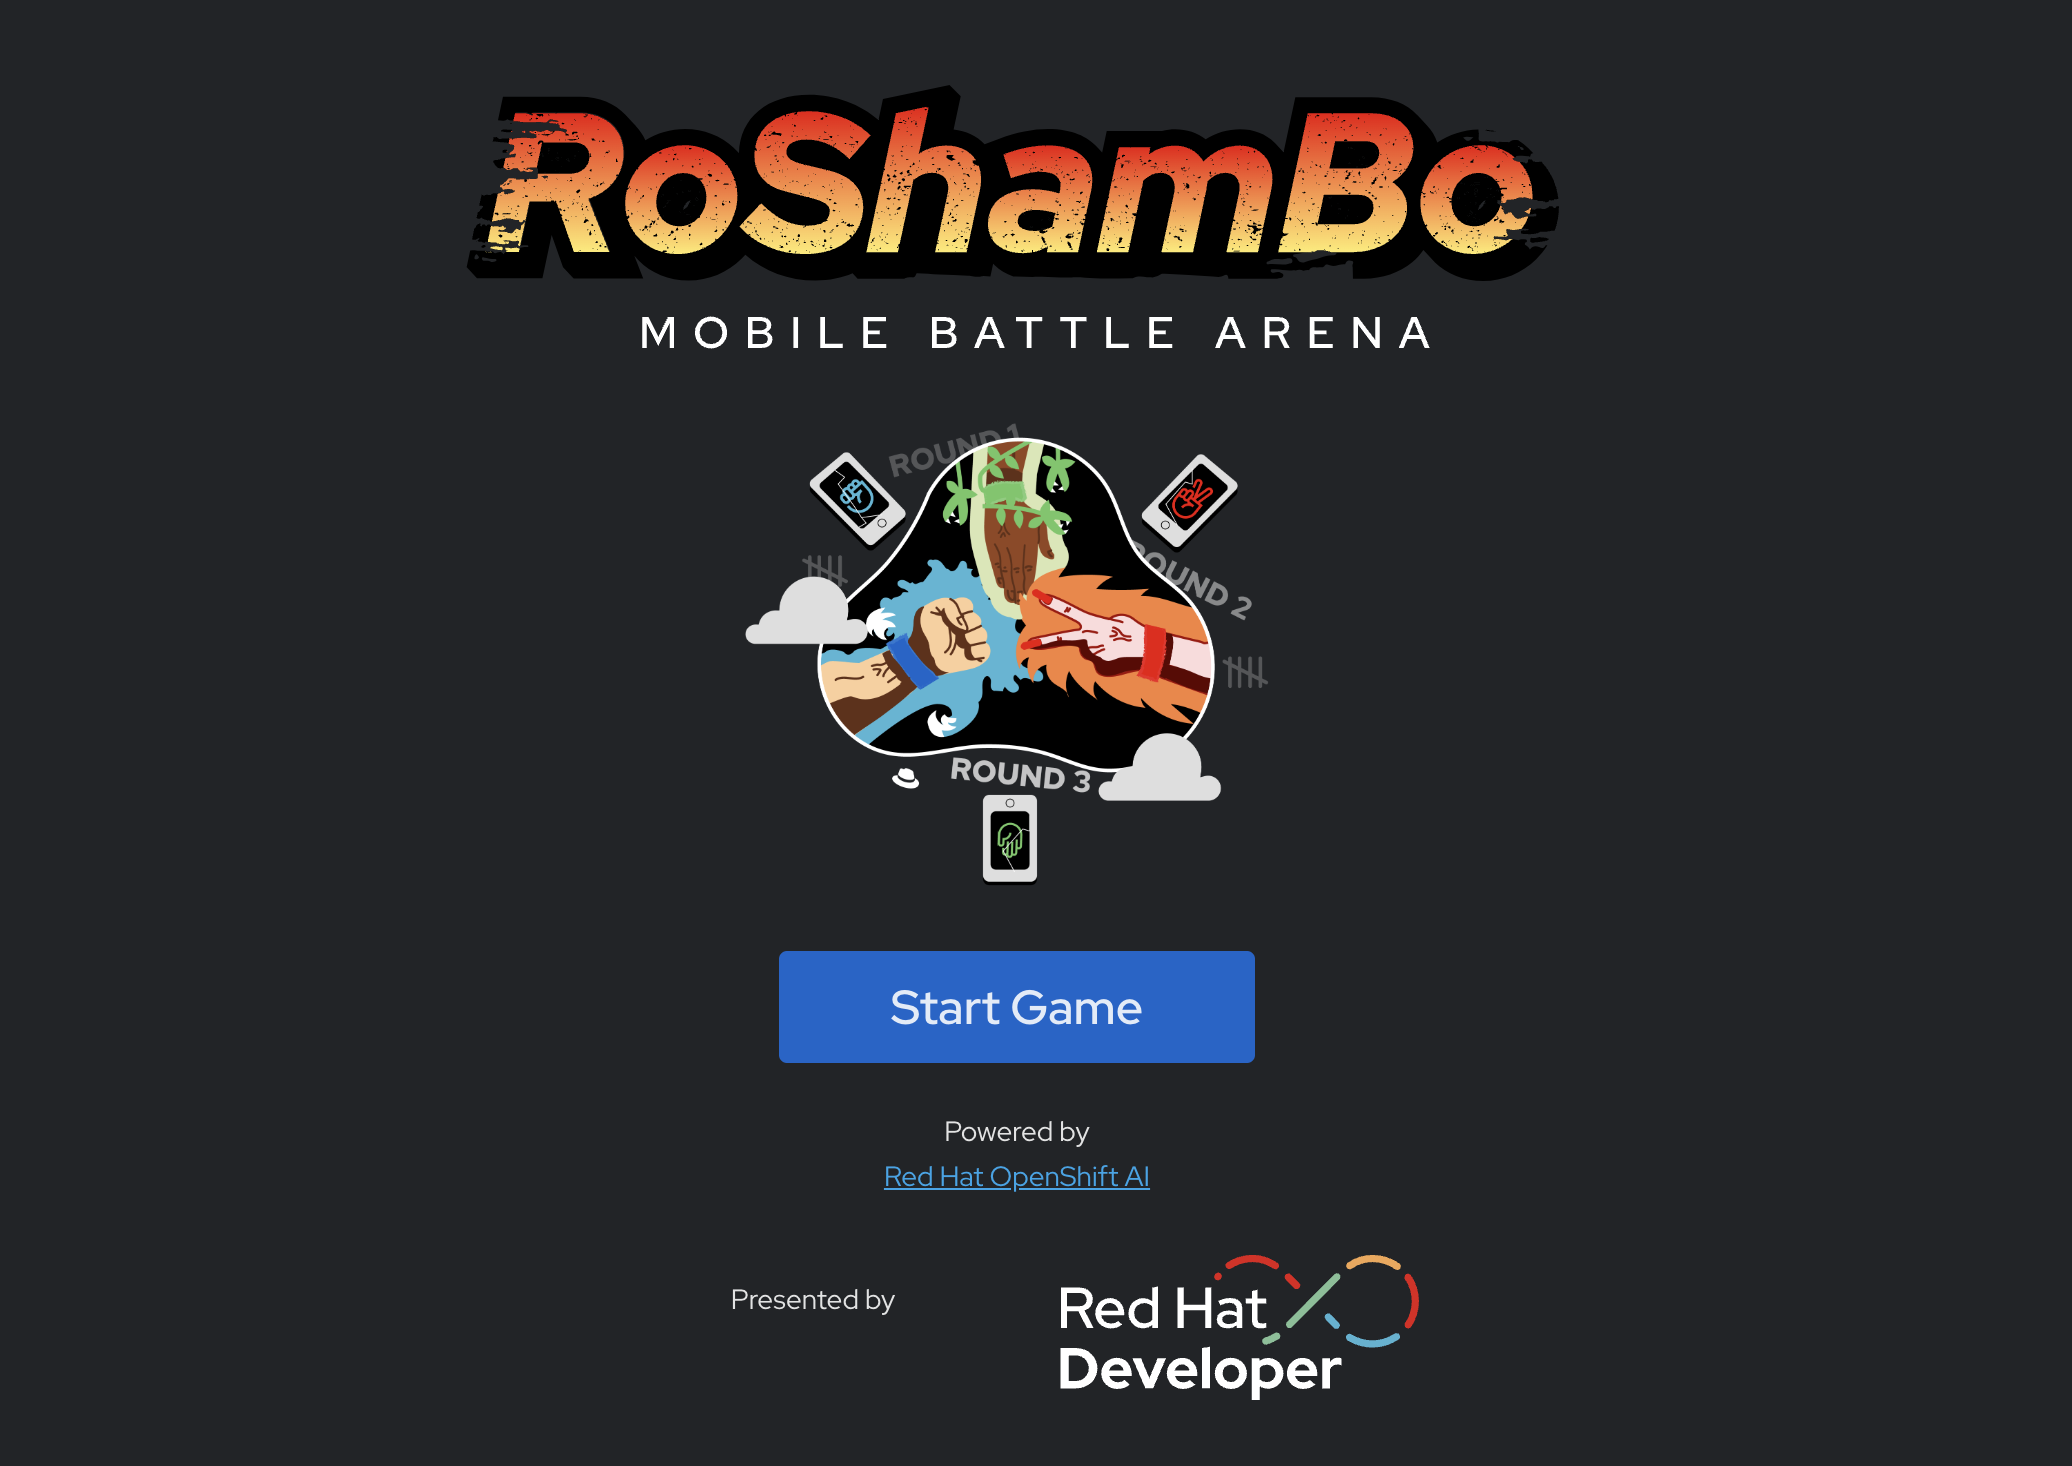 RoShamBo
MOBILE BATTLE ARENA
ROUND 1
ROUND 2
ROUND 3
Start Game
Powered by
Red Hat OpenShift AI
Presented by
Red Hat
Developer